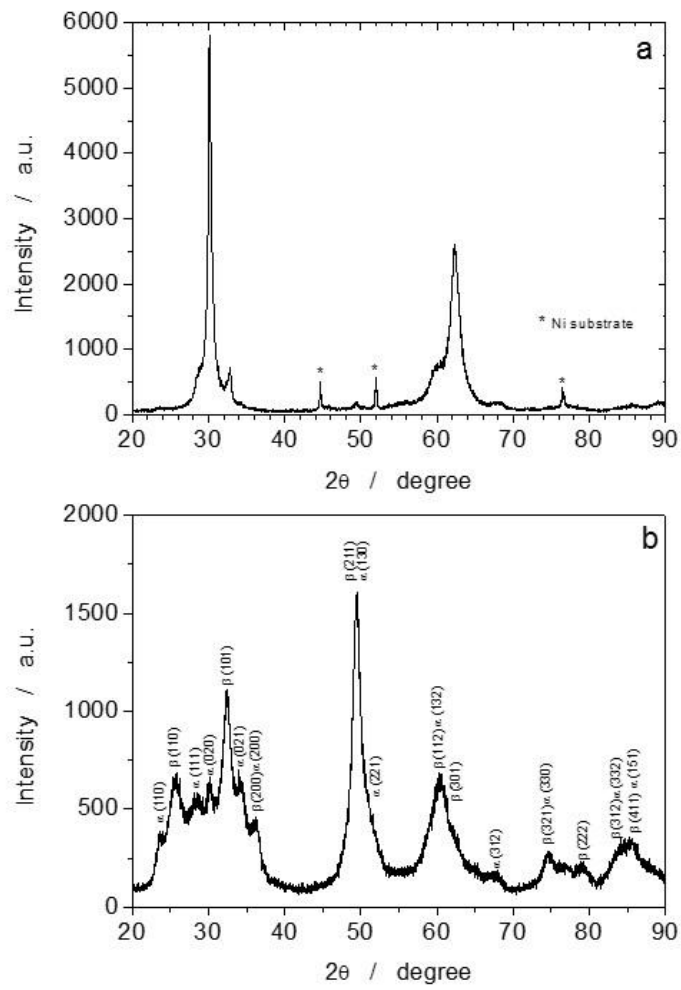 a
6000
5000
4000
3000
2000
1000
0
Intensity / a.u.
*
*
*
* Ni substrate
20 30 40 50 60 70 80 90
2θ / degree
b
2000
1500
1000
500
0
Intensity / a.u.
α (110)
β (110)
α (111)
α (020)
β (101)
α (021)
β (200)α (200)
β (211)
α (130)
α (221)
β (112)α (132)
β (301)
α (312)
β (321)α (330)
β (222)
β (312)α (332)
β (411) α (151)
20 30 40 50 60 70 80 90
2θ / degree